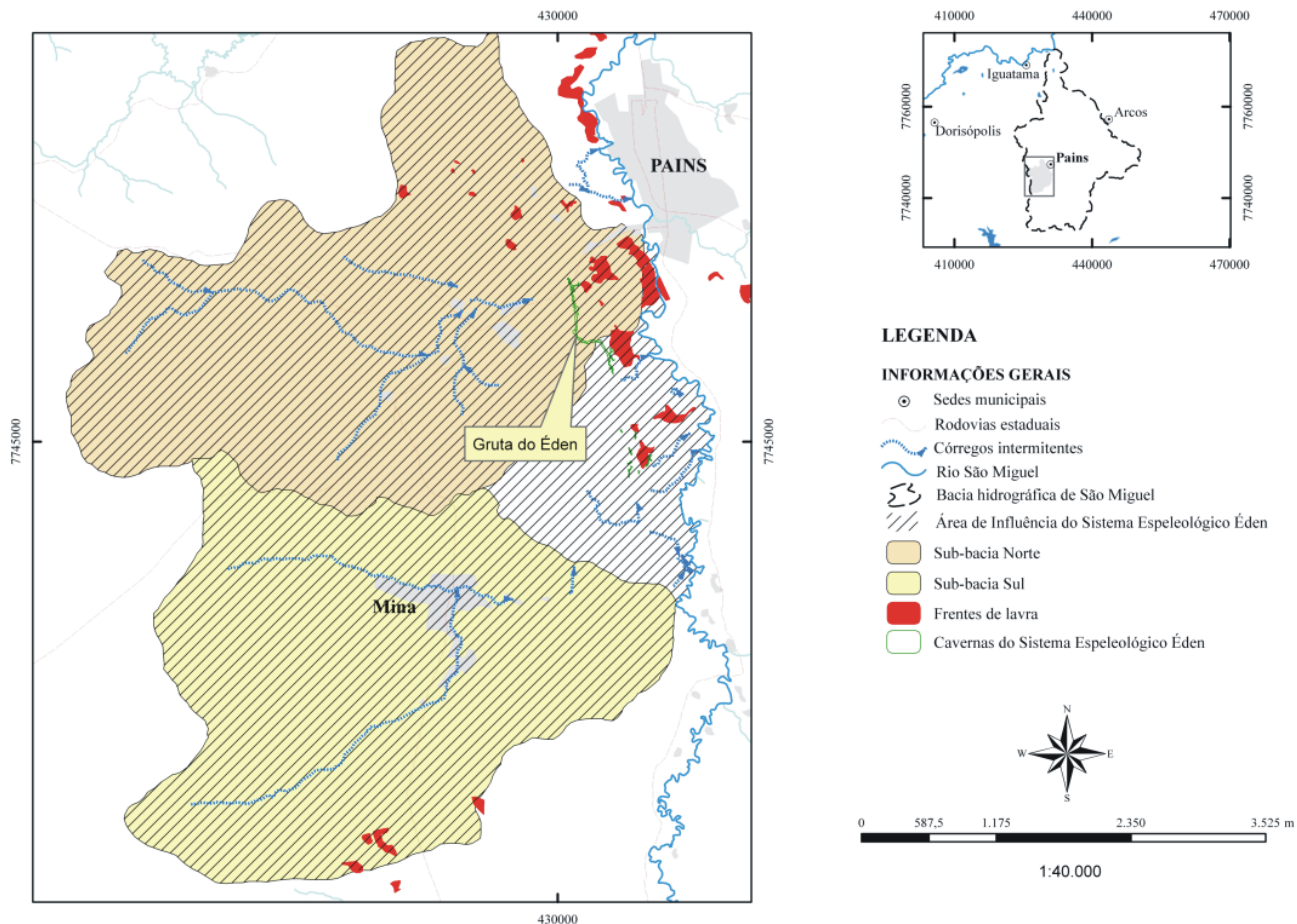 430000
7745000
7745000
430000
PAINS
Gruta do Éden
Mina
410000
440000
470000
7760000
7740000
7760000
7740000
410000
440000
470000
Iguatama
Arcos
Dorisópolis
Pains
LEGENDA
INFORMAÇÕES GERAIS
Sedes municipais
Rodovias estaduais
Córregos intermitentes
Rio São Miguel
Bacia hidrográfica de São Miguel
Área de Influência do Sistema Espeleológico Éden
Sub-bacia Norte
Sub-bacia Sul
Frentes de lavra
Cavernas do Sistema Espeleológico Éden
N
W
E
S
0 587,5 1.175 2.350 3.525 m
1:40.000